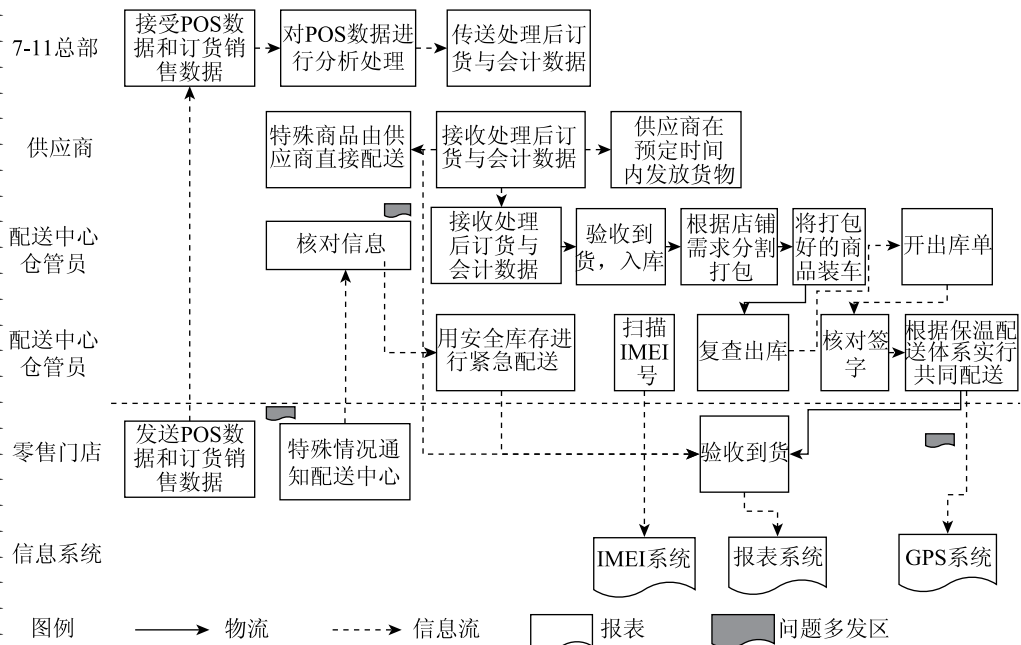 7-11总部
接受POS数
据和订货销
售数据
对POS数据进
行分析处理
传送处理后订
货与会计数据
供应商
特殊商品由供
应商直接配送
接收处理后订
货与会计数据
供应商在
预定时间
内发放货物
配送中心
仓管员
核对信息
接收处理
后订货与
会计数据
验收到
货，入库
根据店铺
需求分割
打包
将打包
好的商
品装车
开出库单
配送中心
仓管员
用安全库存进
行紧急配送
扫描
IMEI
号
复查出库
核对签
字
根据保温配
送体系实行
共同配送
零售门店
发送POS数
据和订货销
售数据
特殊情况通
知配送中心
验收到货
信息系统
IMEI系统
报表系统
GPS系统
图例
物流
信息流
报表
问题多发区